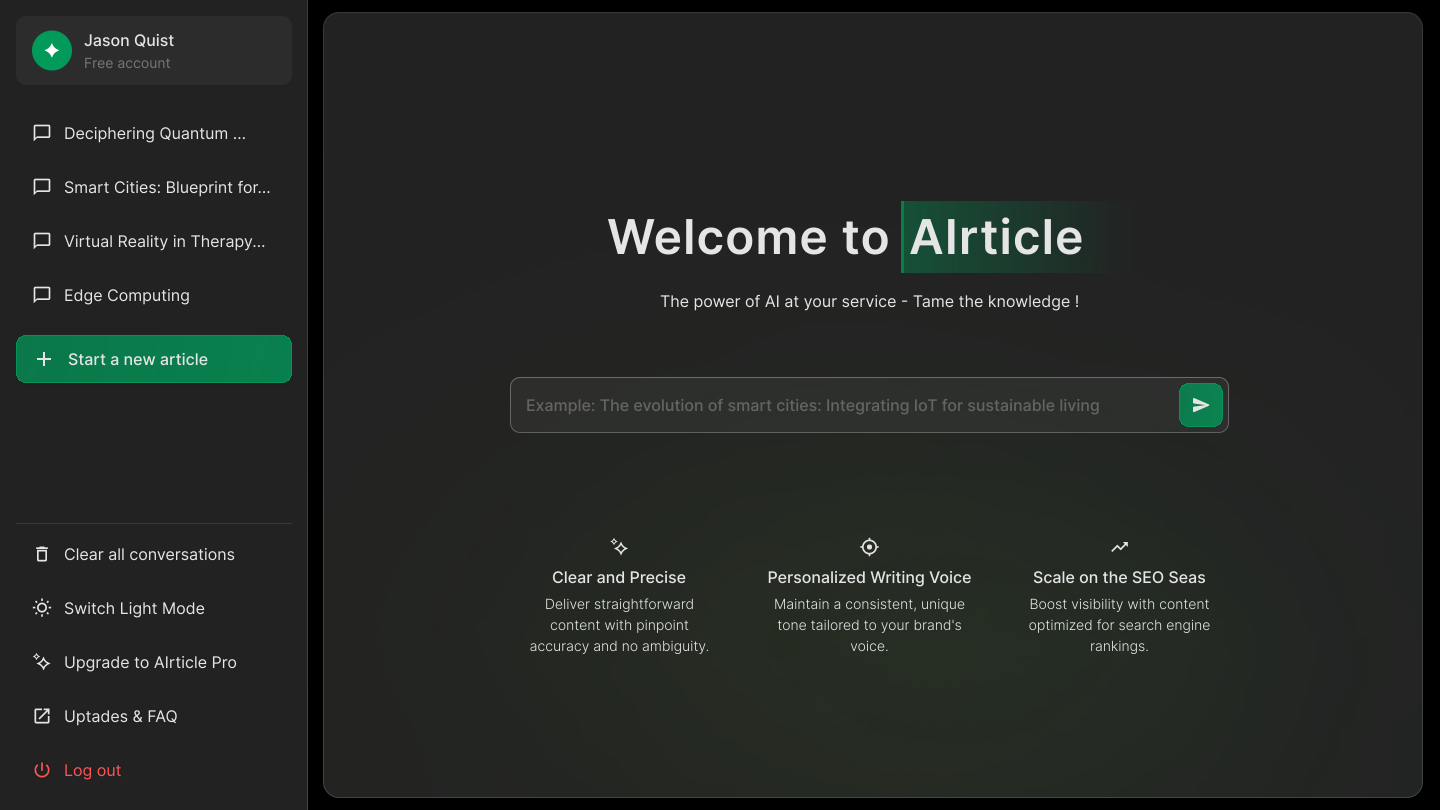 Jason Quist
Free account
Deciphering Quantum ...
Smart Cities: Blueprint for...
Virtual Reality in Therapy...
Edge Computing
Start a new article
Clear all conversations
Switch Light Mode
Upgrade to AIrticle Pro
Uptades & FAQ
Log out
Welcome to AIrticle
The power of AI at your service - Tame the knowledge !
Example: The evolution of smart cities: Integrating IoT for sustainable living
Clear and Precise
Deliver straightforward
content with pinpoint
accuracy and no ambiguity.
Personalized Writing Voice
Maintain a consistent, unique
tone tailored to your brand's
voice.
Scale on the SEO Seas
Boost visibility with content
optimized for search engine
rankings.